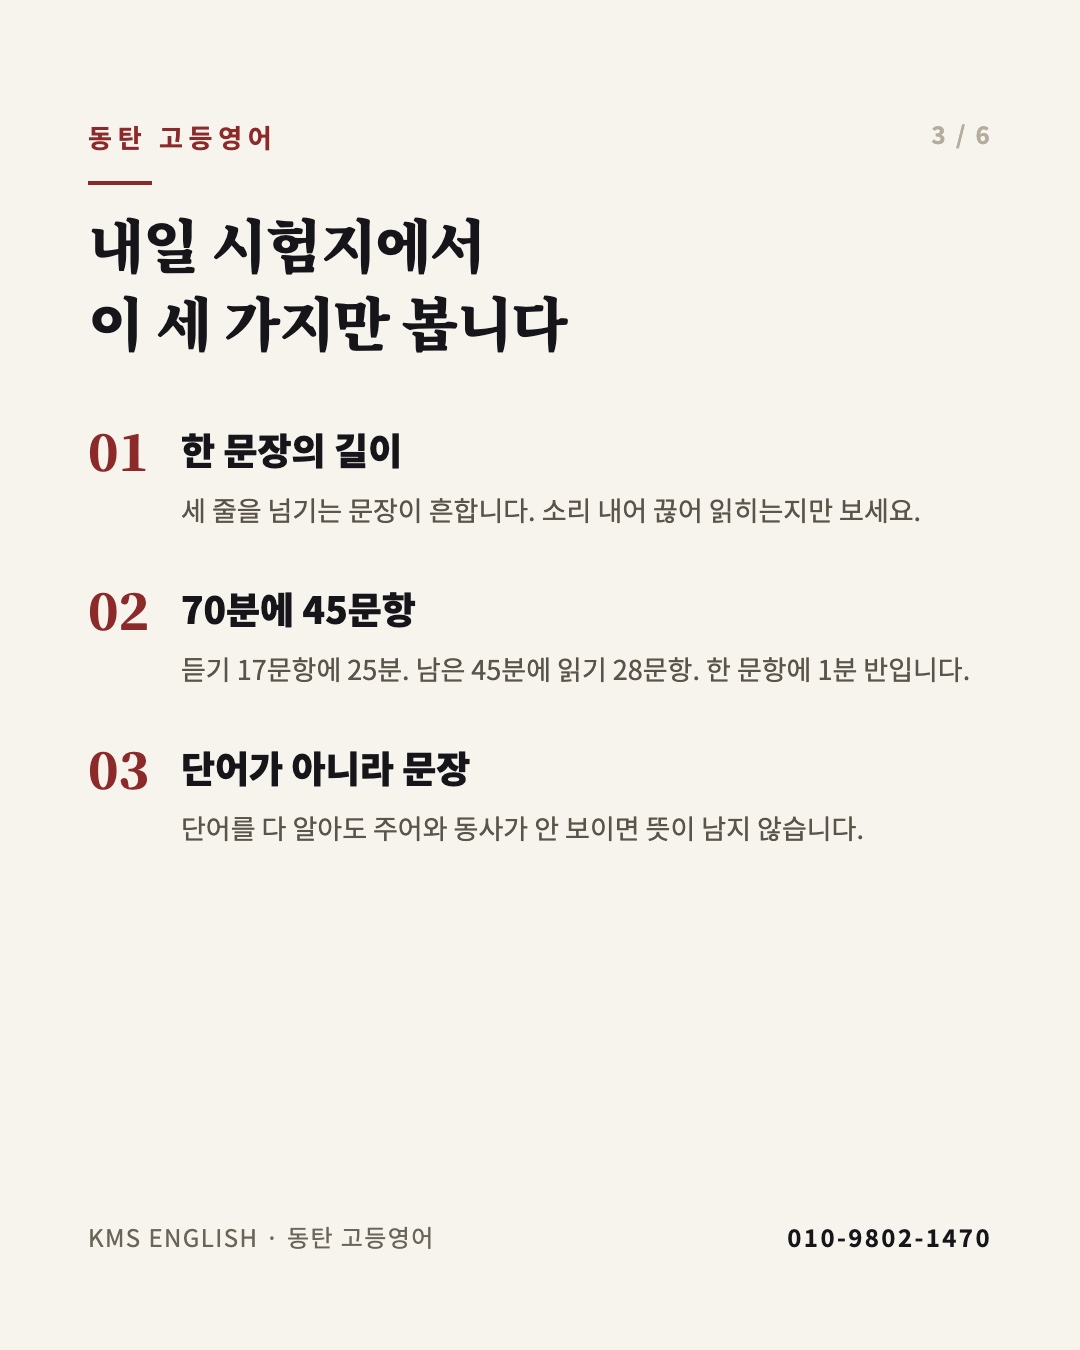 동탄 고등영어
3 / 6
내일 시험지에서
이 세 가지만 봅니다
01 한 문장의 길이
세 줄을 넘기는 문장이 흔합니다. 소리 내어 끊어 읽히는지만 보세요.
02 70분에 45문항
듣기 17문항에 25분. 남은 45분에 읽기 28문항. 한 문항에 1분 반입니다.
03 단어가 아니라 문장
단어를 다 알아도 주어와 동사가 안 보이면 뜻이 남지 않습니다.
KMS ENGLISH · 동탄 고등영어
010-9802-1470